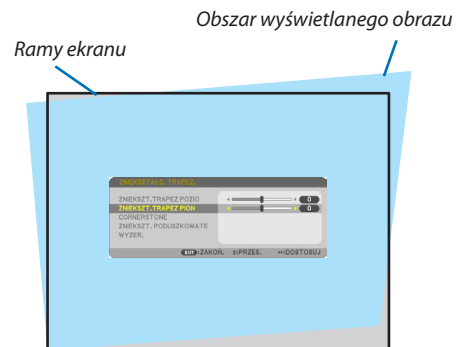 Obszar wyświetlanego obrazu
Ramy ekranu
ZNIEKSZTAŁC. TRAPEZ.
ZNIEKSZT.TRAPEZ POZIO 0
ZNIEKSZT.TRAPEZ PION 0
CORNERSTONE
ZNIEKSZT. PODUSZKOWATE
WYZER.
EXIT:ZAKOŃ. ↕:PRZES. ↔:DOSTOSUJ